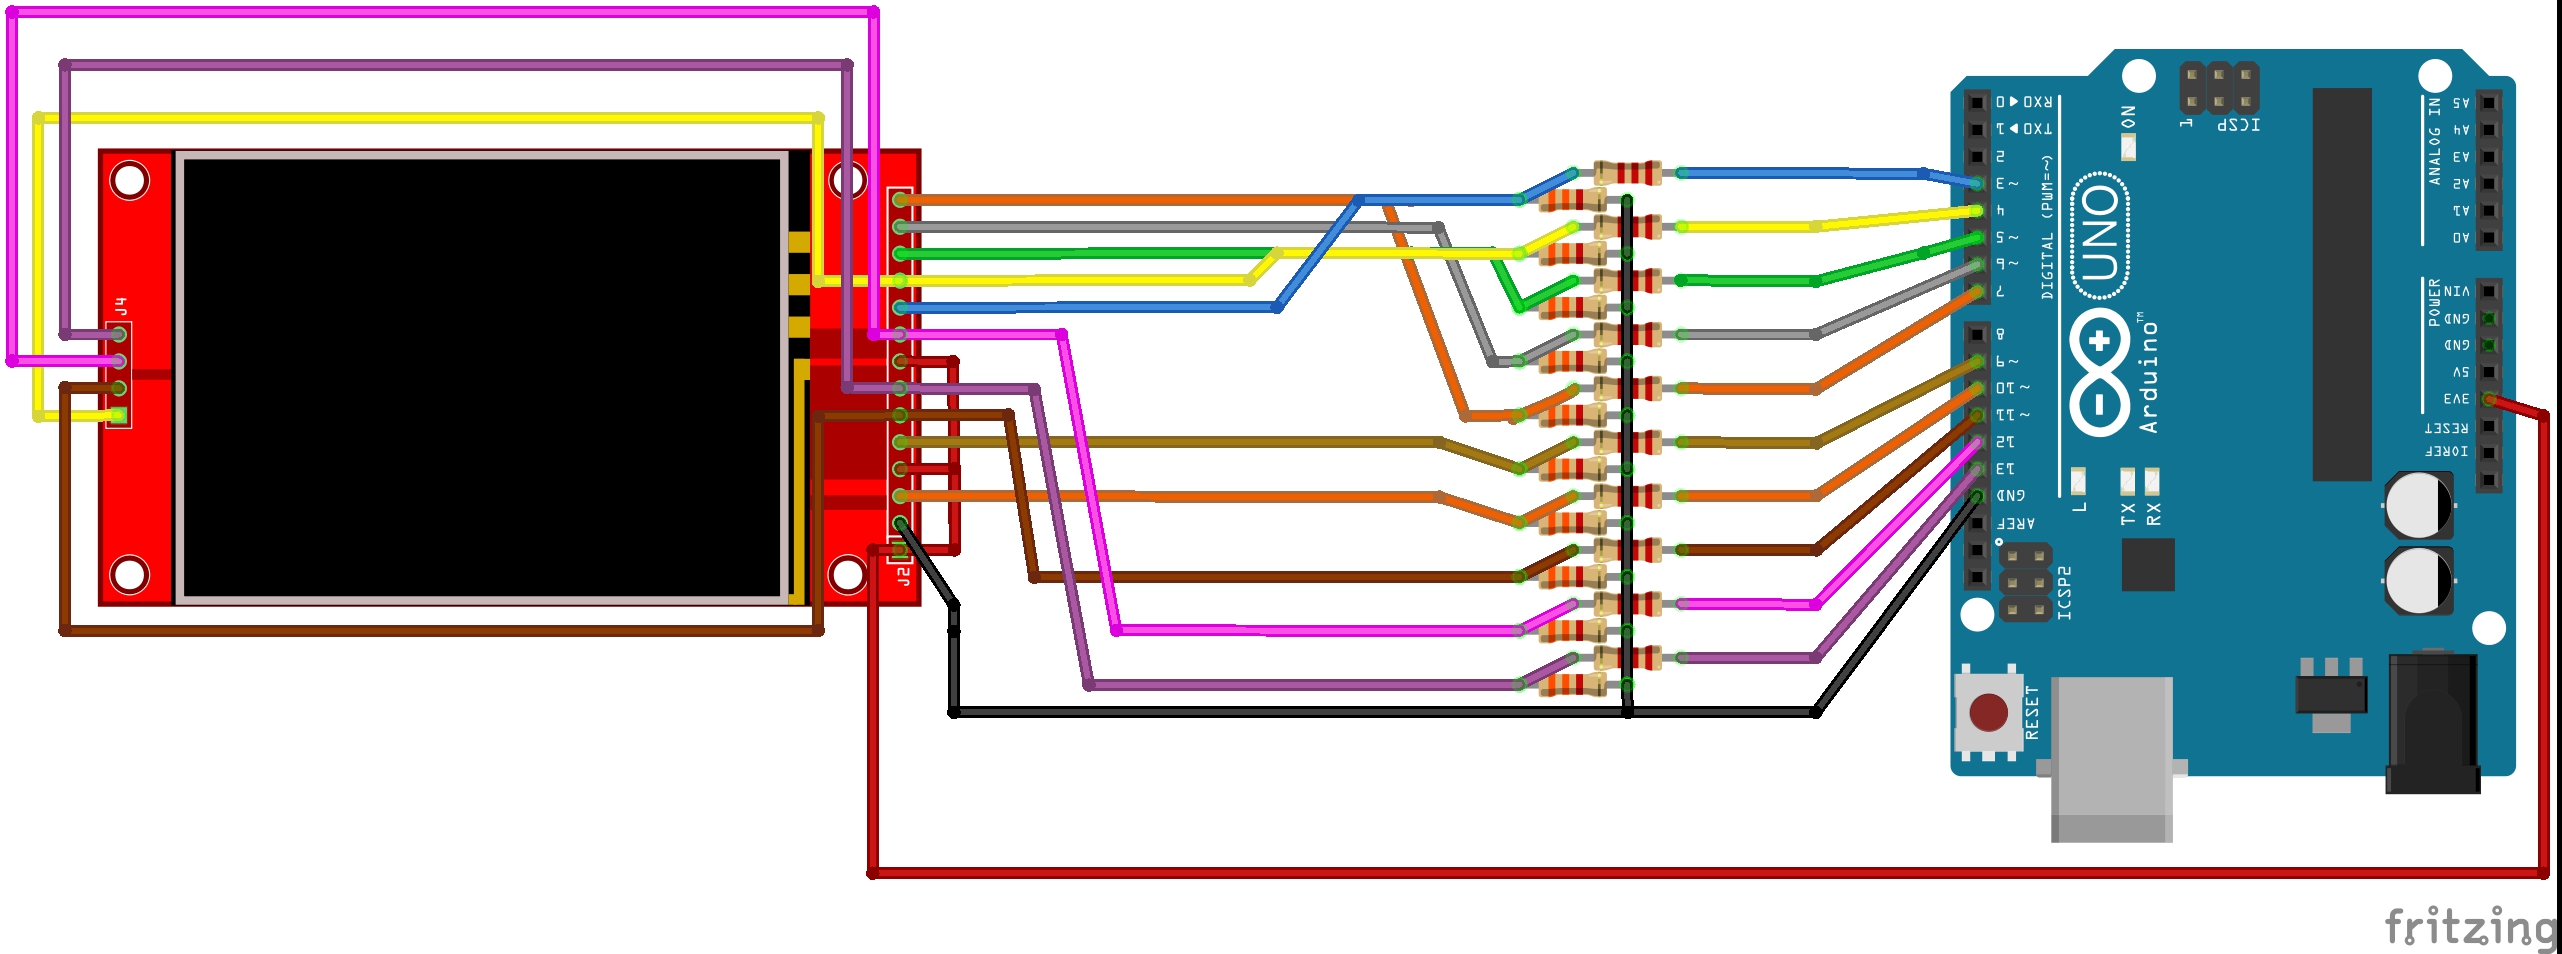 J4
J2
RX◄0
TX►1
2
~3
4
~5
~6
7
8
~9
~10
~11
12
13
GND
AREF
DIGITAL (PWM=~)
ON
1
ICSP
UNO
Arduino™
L
TX
RX
ICSP2
RESET
A5
A4
A3
A2
A1
A0
ANALOG IN
VIN
GND
GND
5V
3V3
RESET
IOREF
POWER
fritzing